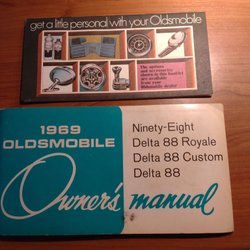 get a little personal with your Oldsmobile
The options
and accessories
shown in this booklet
are available
from your
Oldsmobile dealer
1969
OLDSMOBILE
Owner's manual
Ninety-Eight
Delta 88 Royale
Delta 88 Custom
Delta 88